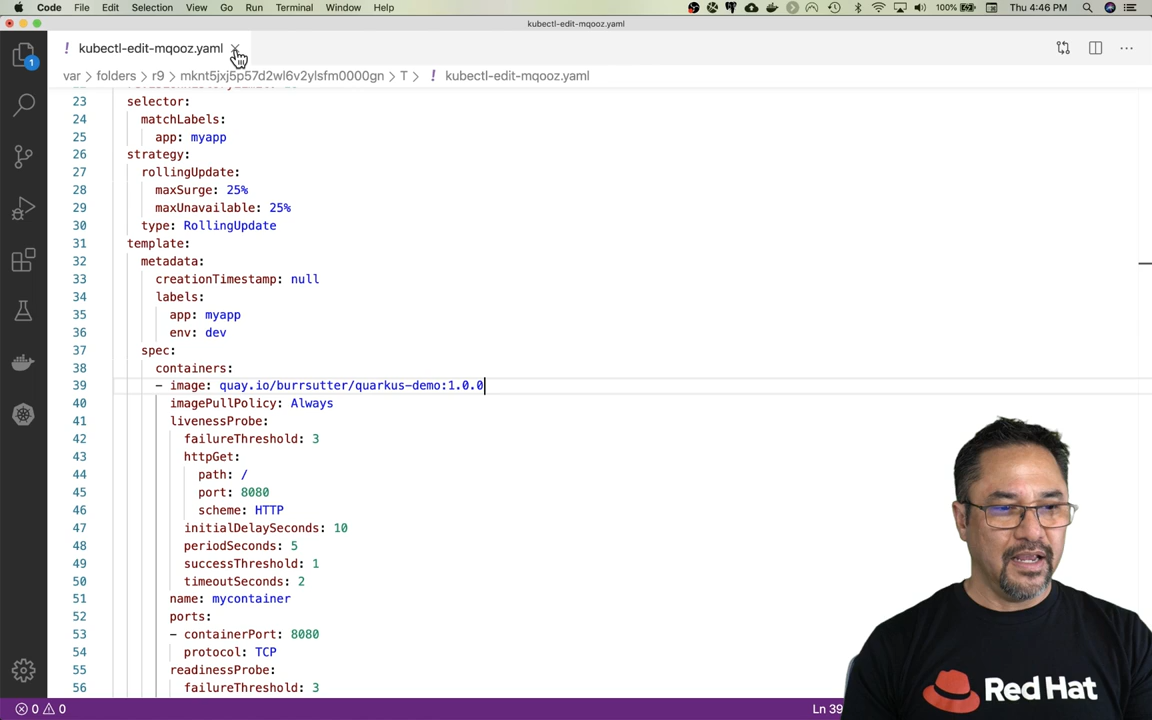 Code File Edit Selection View Go Run Terminal Window Help 100% Thu 4:46 PM
kubectl-edit-mqooz.yaml
! kubectl-edit-mqooz.yaml
var > folders > r9 > mknt5jxj5p57d2wl6v2ylsfm0000gn > T > ! kubectl-edit-mqooz.yaml
23 selector:
24 matchLabels:
25 app: myapp
26 strategy:
27 rollingUpdate:
28 maxSurge: 25%
29 maxUnavailable: 25%
30 type: RollingUpdate
31 template:
32 metadata:
33 creationTimestamp: null
34 labels:
35 app: myapp
36 env: dev
37 spec:
38 containers:
39 - image: quay.io/burrsutter/quarkus-demo:1.0.0
40 imagePullPolicy: Always
41 livenessProbe:
42 failureThreshold: 3
43 httpGet:
44 path: /
45 port: 8080
46 scheme: HTTP
47 initialDelaySeconds: 10
48 periodSeconds: 5
49 successThreshold: 1
50 timeoutSeconds: 2
51 name: mycontainer
52 ports:
53 - containerPort: 8080
54 protocol: TCP
55 readinessProbe:
56 failureThreshold: 3
1
Red Hat
0 0 Ln 39